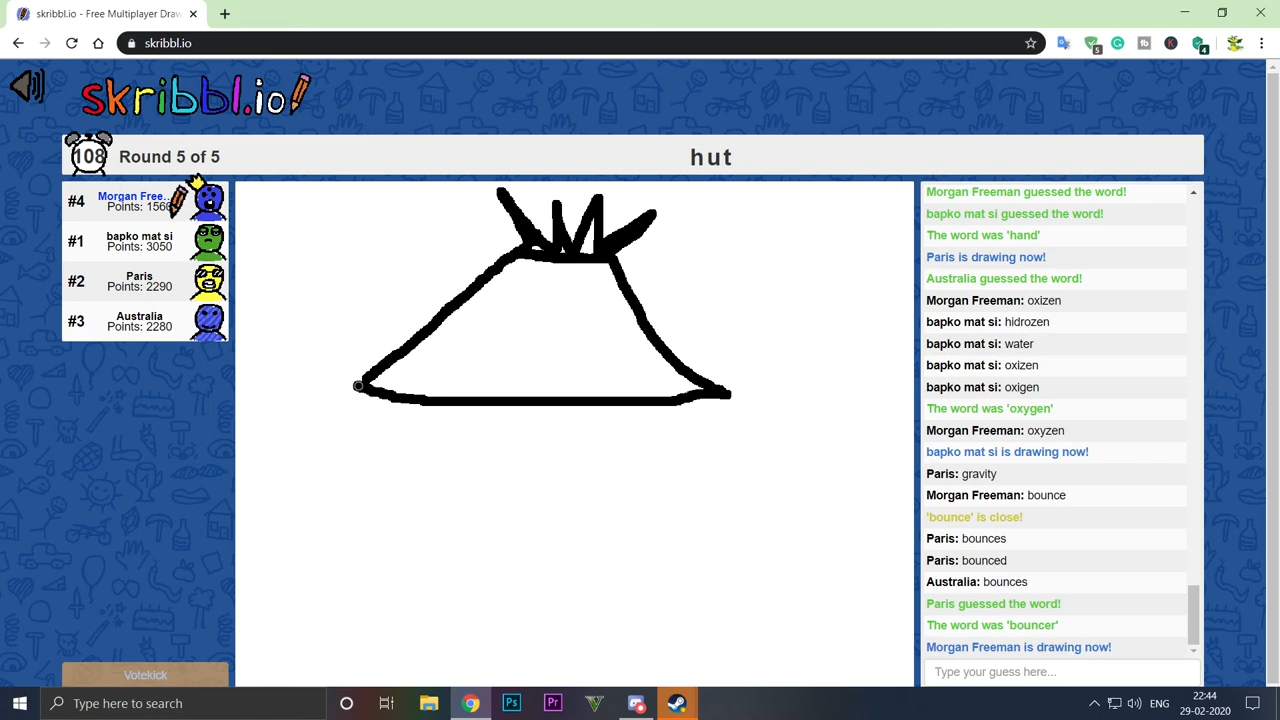 skribbl.io - Free Multiplayer Draw
skribbl.io
5
4
skribbl.io
108
Round 5 of 5
hut
#4
Morgan Free...
Points: 1560
#1
bapko mat si
Points: 3050
#2
Paris
Points: 2290
#3
Australia
Points: 2280
Votekick
Morgan Freeman guessed the word!
bapko mat si guessed the word!
The word was 'hand'
Paris is drawing now!
Australia guessed the word!
Morgan Freeman: oxizen
bapko mat si: hidrozen
bapko mat si: water
bapko mat si: oxizen
bapko mat si: oxigen
The word was 'oxygen'
Morgan Freeman: oxyzen
bapko mat si is drawing now!
Paris: gravity
Morgan Freeman: bounce
'bounce' is close!
Paris: bounces
Paris: bounced
Australia: bounces
Paris guessed the word!
The word was 'bouncer'
Morgan Freeman is drawing now!
Type your guess here...
Type here to search
Ps
Pr
V
ENG
22:44
29-02-2020